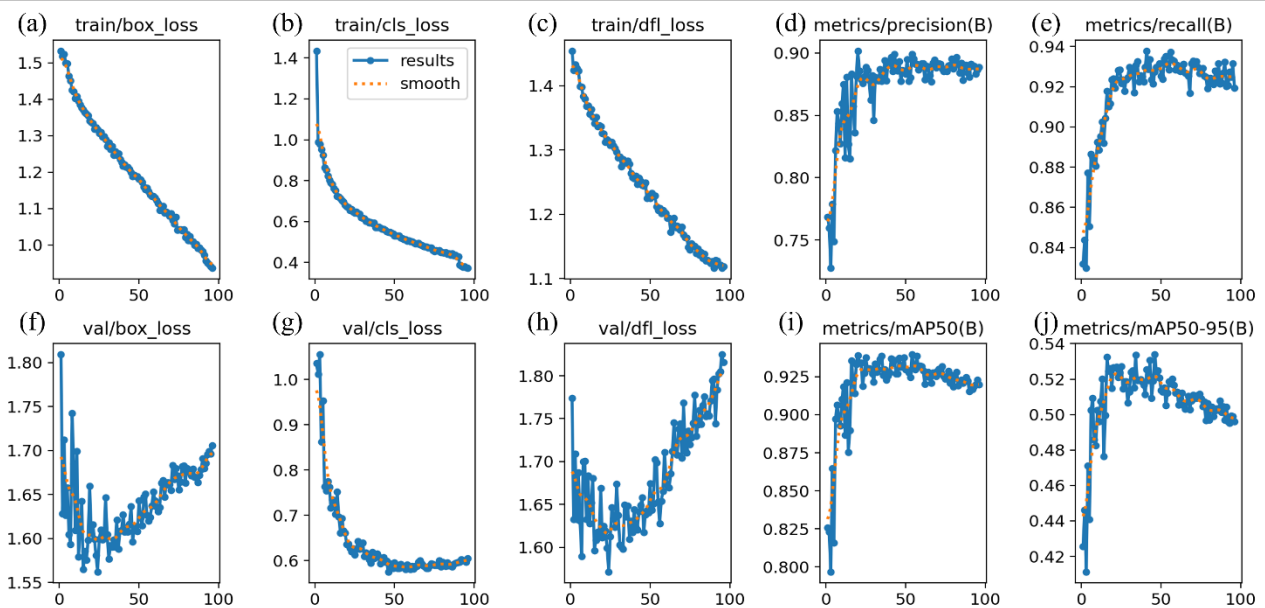 (a) train/box_loss
1.5
1.4
1.3
1.2
1.1
1.0
0 50 100
(b) train/cls_loss
results
smooth
1.4
1.2
1.0
0.8
0.6
0.4
0 50 100
(c) train/dfl_loss
1.4
1.3
1.2
1.1
0 50 100
(d) metrics/precision(B)
0.90
0.85
0.80
0.75
0 50 100
(e) metrics/recall(B)
0.94
0.92
0.90
0.88
0.86
0.84
0 50 100
(f) val/box_loss
1.80
1.75
1.70
1.65
1.60
1.55
0 50 100
(g) val/cls_loss
1.0
0.9
0.8
0.7
0.6
0 50 100
(h) val/dfl_loss
1.80
1.75
1.70
1.65
1.60
0 50 100
(i) metrics/mAP50(B)
0.925
0.900
0.875
0.850
0.825
0.800
0 50 100
(j) metrics/mAP50-95(B)
0.54
0.52
0.50
0.48
0.46
0.44
0.42
0 50 100